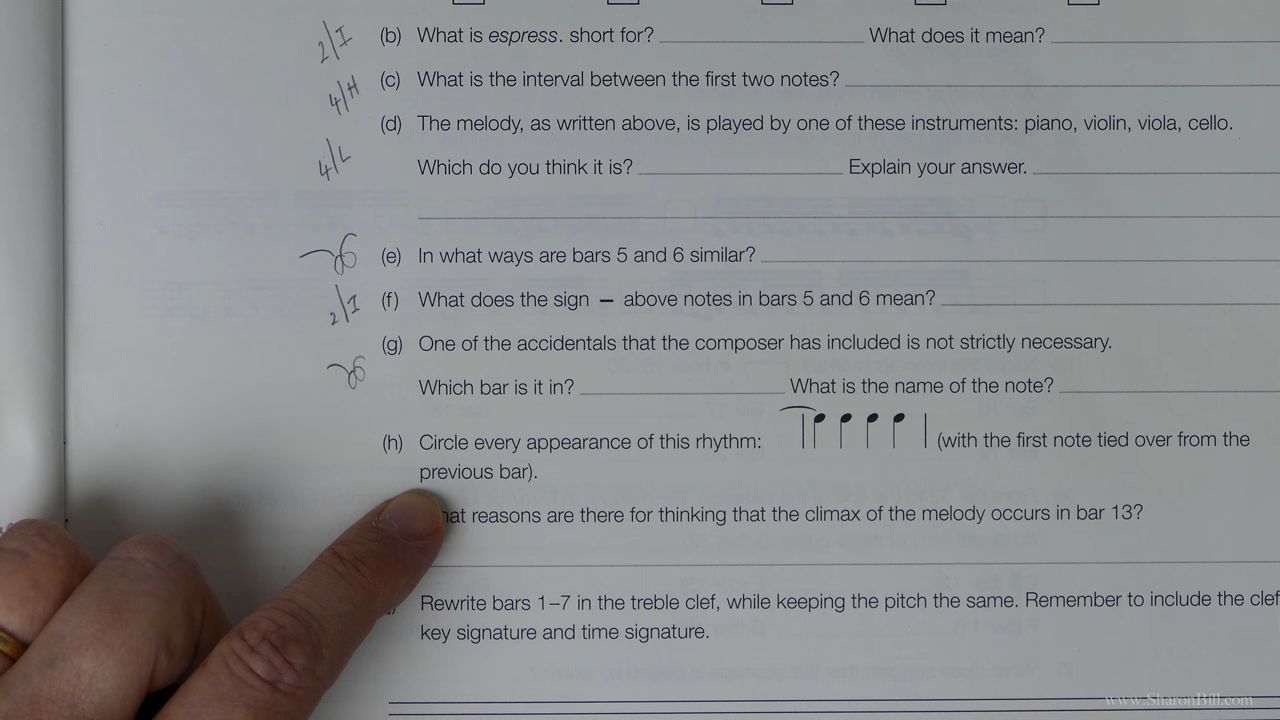 2/I (b) What is espress. short for? What does it mean?
4/H (c) What is the interval between the first two notes?
(d) The melody, as written above, is played by one of these instruments: piano, violin, viola, cello.
4/L Which do you think it is? Explain your answer.
(e) In what ways are bars 5 and 6 similar?
2/I (f) What does the sign – above notes in bars 5 and 6 mean?
(g) One of the accidentals that the composer has included is not strictly necessary.
Which bar is it in? What is the name of the note?
(h) Circle every appearance of this rhythm: (with the first note tied over from the
previous bar).
reasons are there for thinking that the climax of the melody occurs in bar 13?
Rewrite bars 1–7 in the treble clef, while keeping the pitch the same. Remember to include the clef
key signature and time signature.
www.SharonBill.com